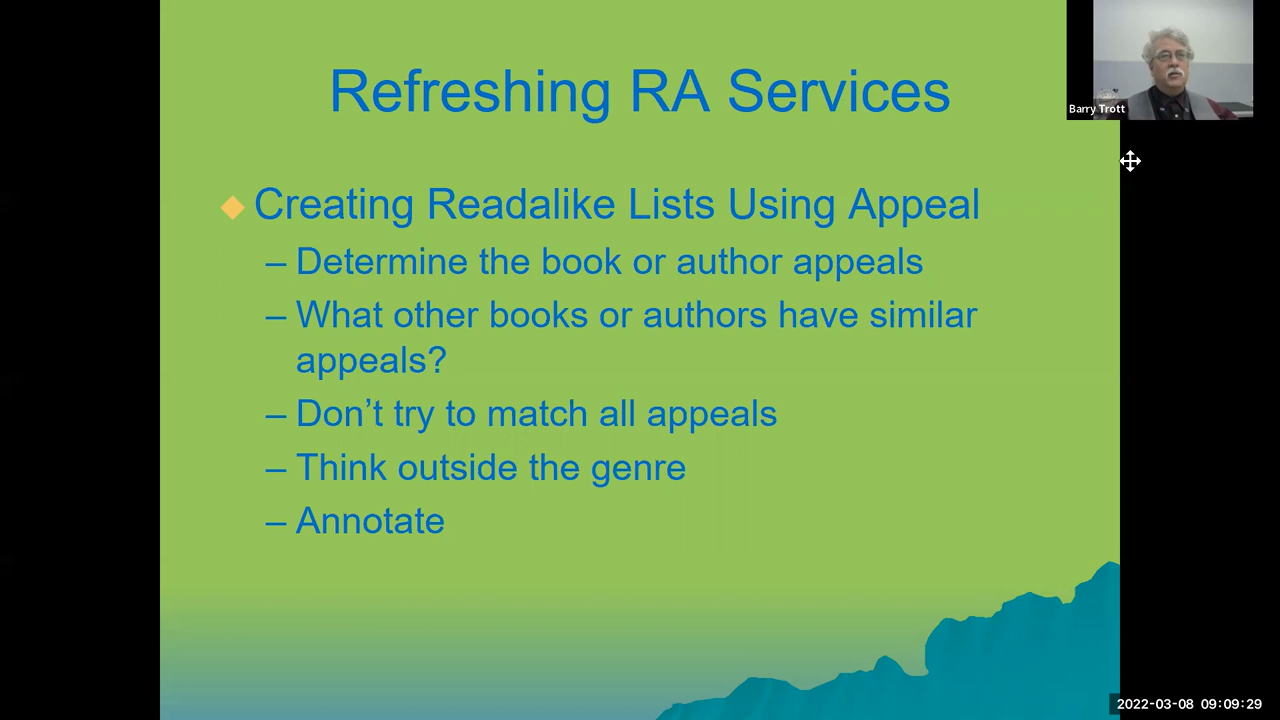 Refreshing RA Services
Barry Trott
Creating Readalike Lists Using Appeal
– Determine the book or author appeals
– What other books or authors have similar
appeals?
– Don’t try to match all appeals
– Think outside the genre
– Annotate
2022-03-08 09:09:29